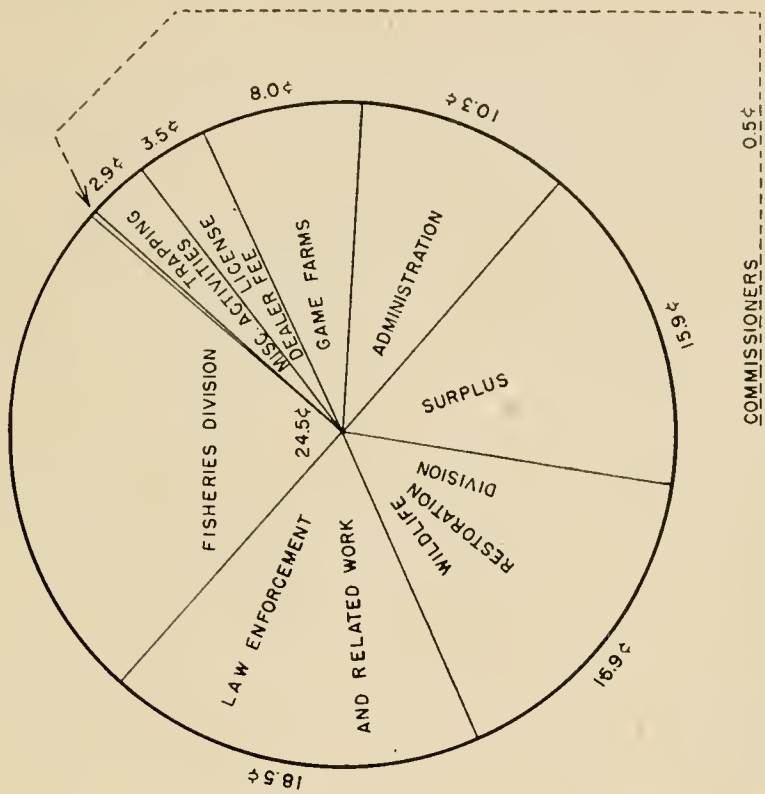 FISHERIES DIVISION
24.5¢
TRAPPING
MISC. ACTIVITIES
2.9¢
LICENSE
DEALER FEE
3.5¢
GAME FARMS
8.0¢
ADMINISTRATION
10.3¢
SURPLUS
15.9¢
WILDLIFE
RESTORATION
DIVISION
15.9¢
LAW ENFORCEMENT
AND RELATED WORK
18.5¢
COMMISSIONERS 0.5¢